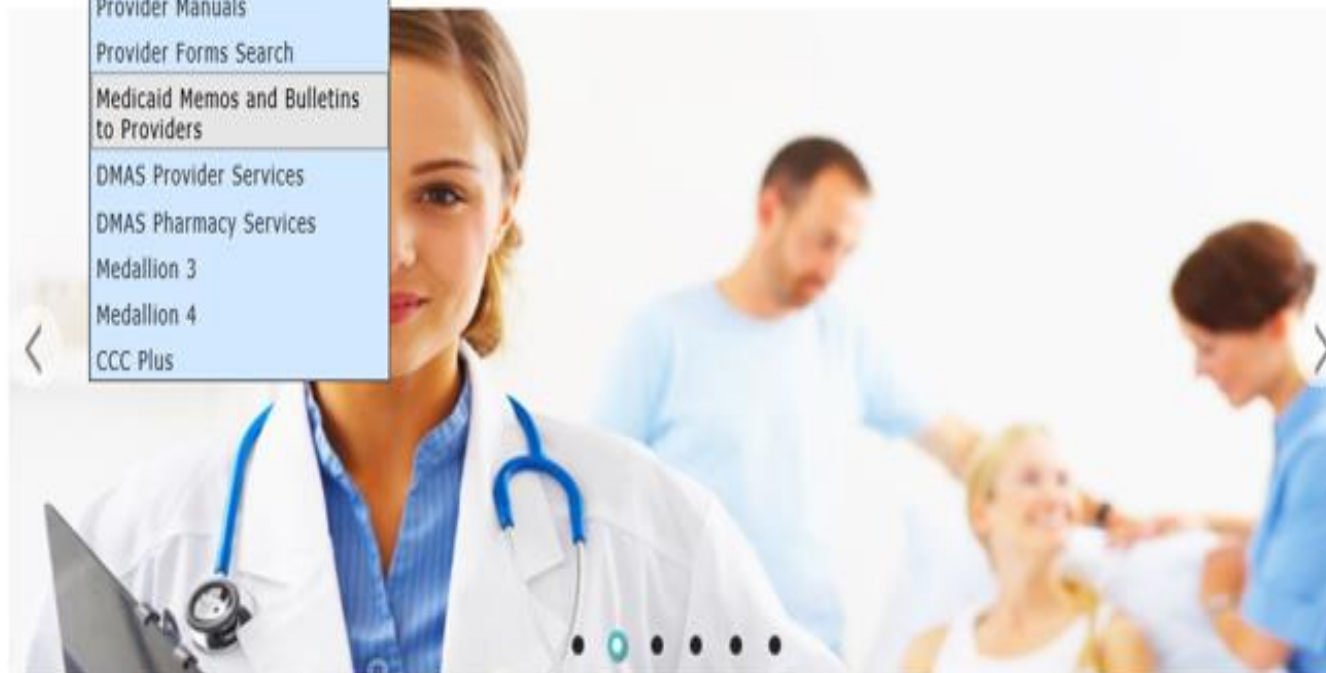 Provider Manuals
Provider Forms Search
Medicaid Memos and Bulletins
to Providers
DMAS Provider Services
DMAS Pharmacy Services
Medallion 3
Medallion 4
CCC Plus